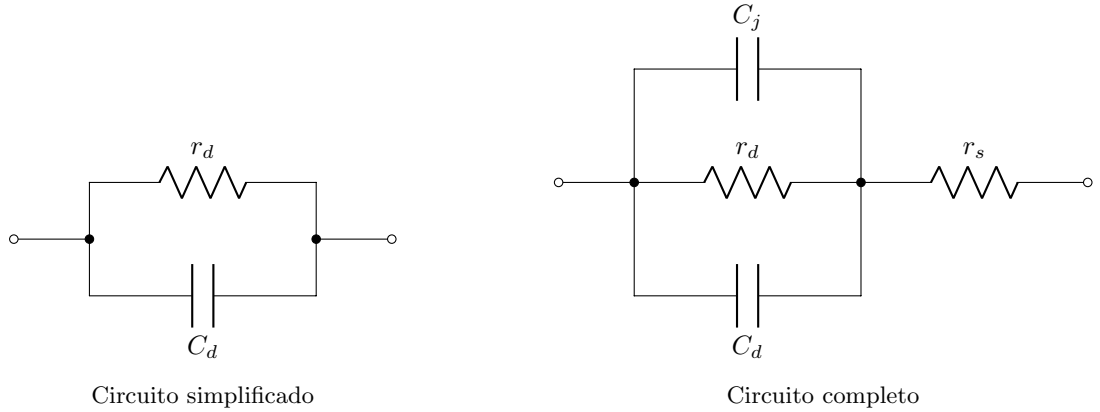 r_d
C_d
Circuito simplificado
C_j
r_d
r_s
C_d
Circuito completo